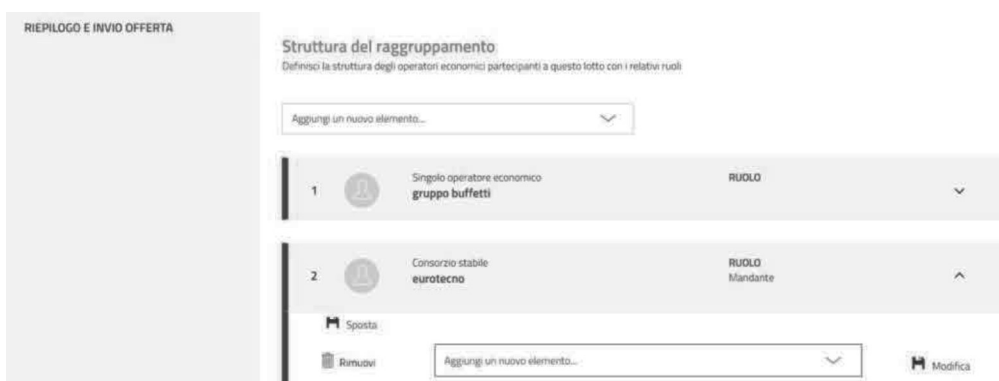 RIEPILOGO E INVIO OFFERTA
Struttura del raggruppamento
Definisci la struttura degli operatori economici partecipanti a questo lotto con i relativi ruoli
Aggiungi un nuovo elemento...
1
Singolo operatore economico
gruppo buffetti
RUOLO
2
Consorzio stabile
eurotecno
RUOLO
Mandante
Sposta
Rimuovi
Aggiungi un nuovo elemento...
Modifica